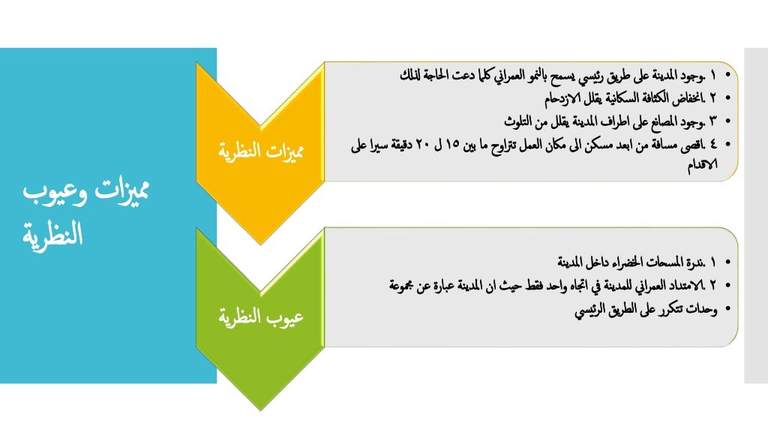 مميزات وعيوب
النظرية
مميزات النظرية
• ١ .وجود المدينة على طريق رئيسي يسمح بالنمو العمراني كلما دعت الحاجة لذلك
• ٢ .انخفاض الكثافة السكانية يقلل الازدحام
• ٣ .وجود المصانع على اطراف المدينة يقلل من التلوث
• ٤ .اقصى مسافة من ابعد مسكن الى مكان العمل تتراوح ما بين ١٥ ل ٢٠ دقيقة سيرا على
الاقدام
عيوب النظرية
• ١ .ندرة المسحات الخضراء داخل المدينة
• ٢ .الامتداد العمراني للمدينة في اتجاه واحد فقط حيث ان المدينة عبارة عن مجموعة
• وحدات تتكرر على الطريق الرئيسي